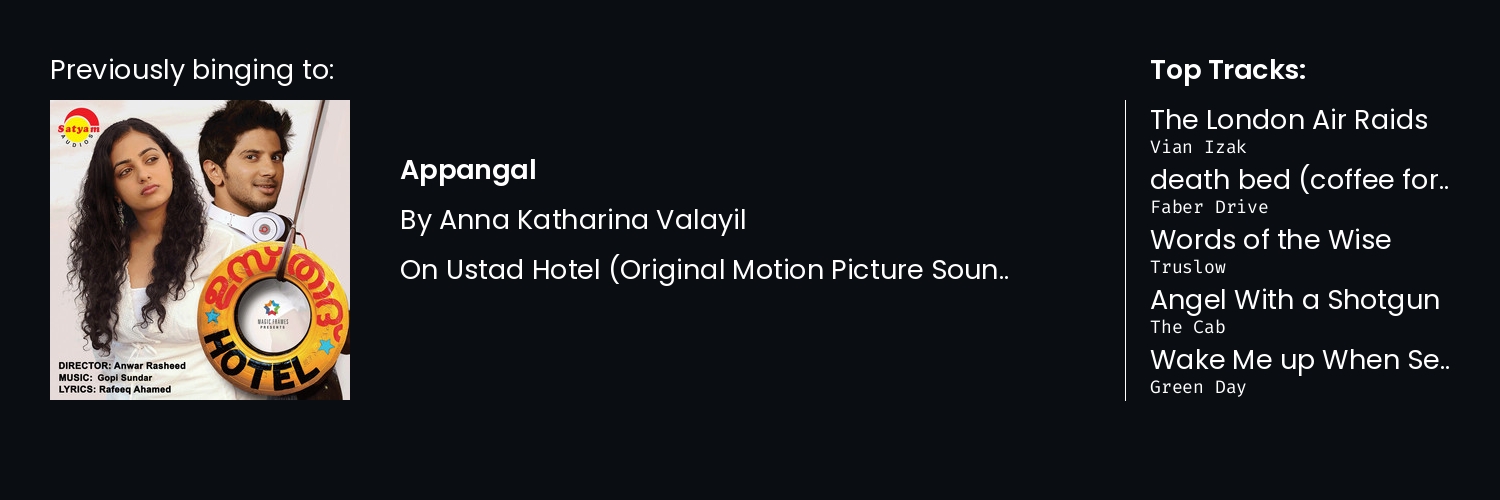 Previously binging to:
Satyam
AUDIOS
ഉസ്താദ്
HOTEL
MAGIC FRAMES
PRESENTS
DIRECTOR: Anwar Rasheed
MUSIC: Gopi Sundar
LYRICS: Rafeeq Ahamed
Appangal
By Anna Katharina Valayil
On Ustad Hotel (Original Motion Picture Soun..
Top Tracks:
The London Air Raids
Vian Izak
death bed (coffee for..
Faber Drive
Words of the Wise
Truslow
Angel With a Shotgun
The Cab
Wake Me up When Se..
Green Day